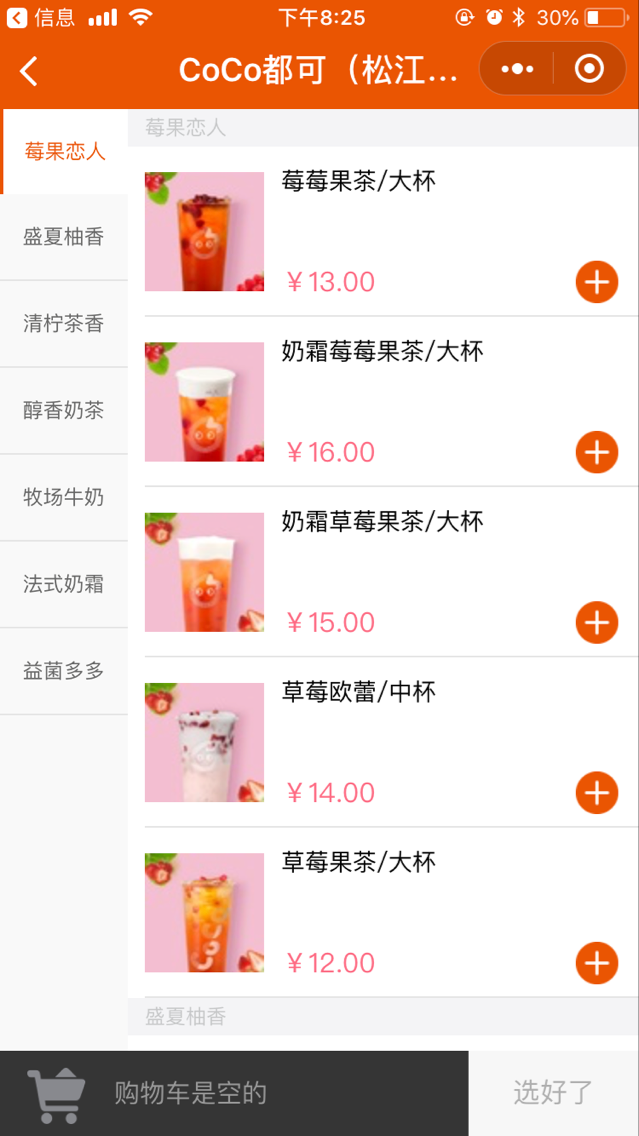 信息
下午8:25
30%
CoCo都可（松江...
莓果恋人
盛夏柚香
清柠茶香
醇香奶茶
牧场牛奶
法式奶霜
益菌多多
莓果恋人
莓莓果茶/大杯
￥13.00
奶霜莓莓果茶/大杯
￥16.00
奶霜草莓果茶/大杯
￥15.00
草莓欧蕾/中杯
￥14.00
草莓果茶/大杯
￥12.00
盛夏柚香
购物车是空的
选好了